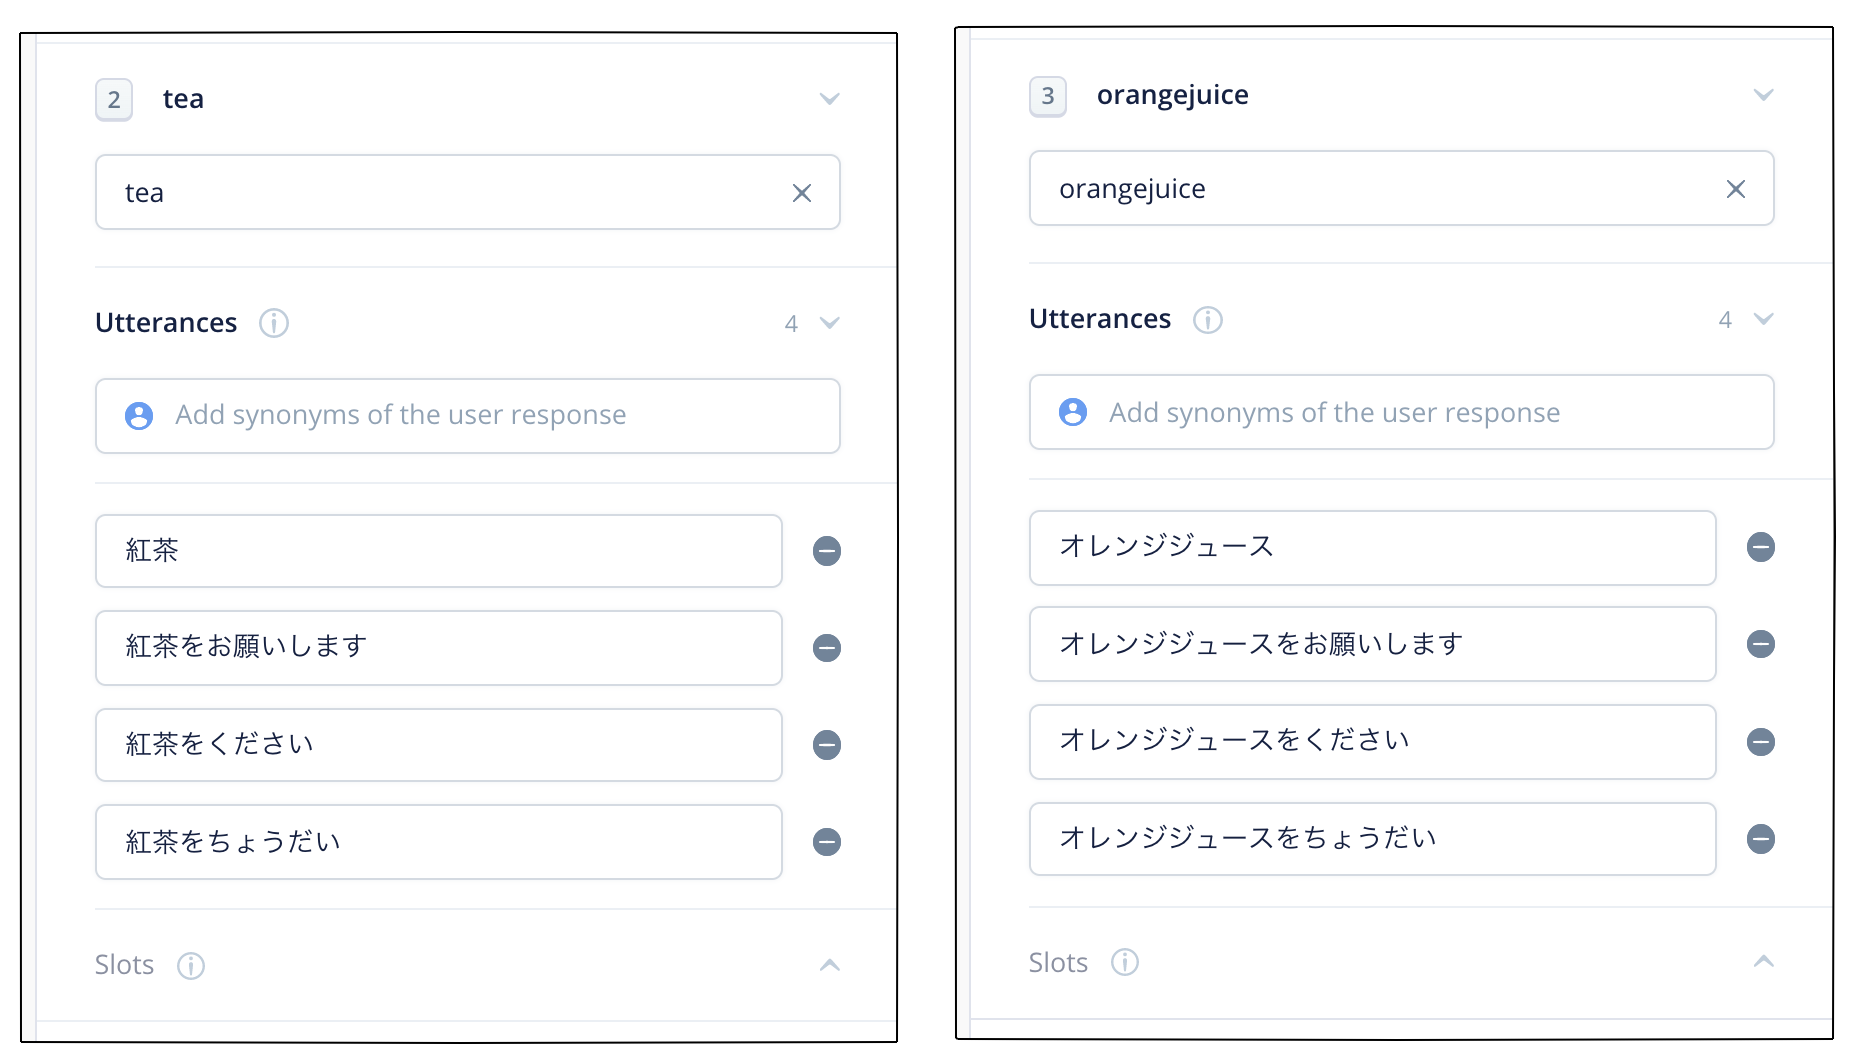 2 tea
tea
Utterances 4
Add synonyms of the user response
紅茶
紅茶をお願いします
紅茶をください
紅茶をちょうだい
Slots
3 orangejuice
orangejuice
Utterances 4
Add synonyms of the user response
オレンジジュース
オレンジジュースをお願いします
オレンジジュースをください
オレンジジュースをちょうだい
Slots